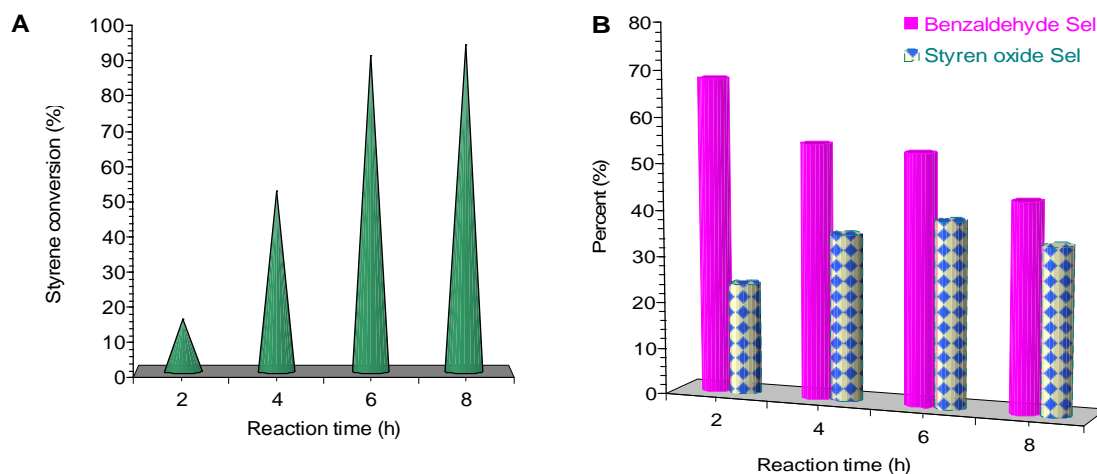 A
Styrene conversion (%)
100
90
80
70
60
50
40
30
20
10
0
2 4 6 8
Reaction time (h)
B
Benzaldehyde Sel
Styren oxide Sel
Percent (%)
80
70
60
50
40
30
20
10
0
2 4 6 8
Reaction time (h)